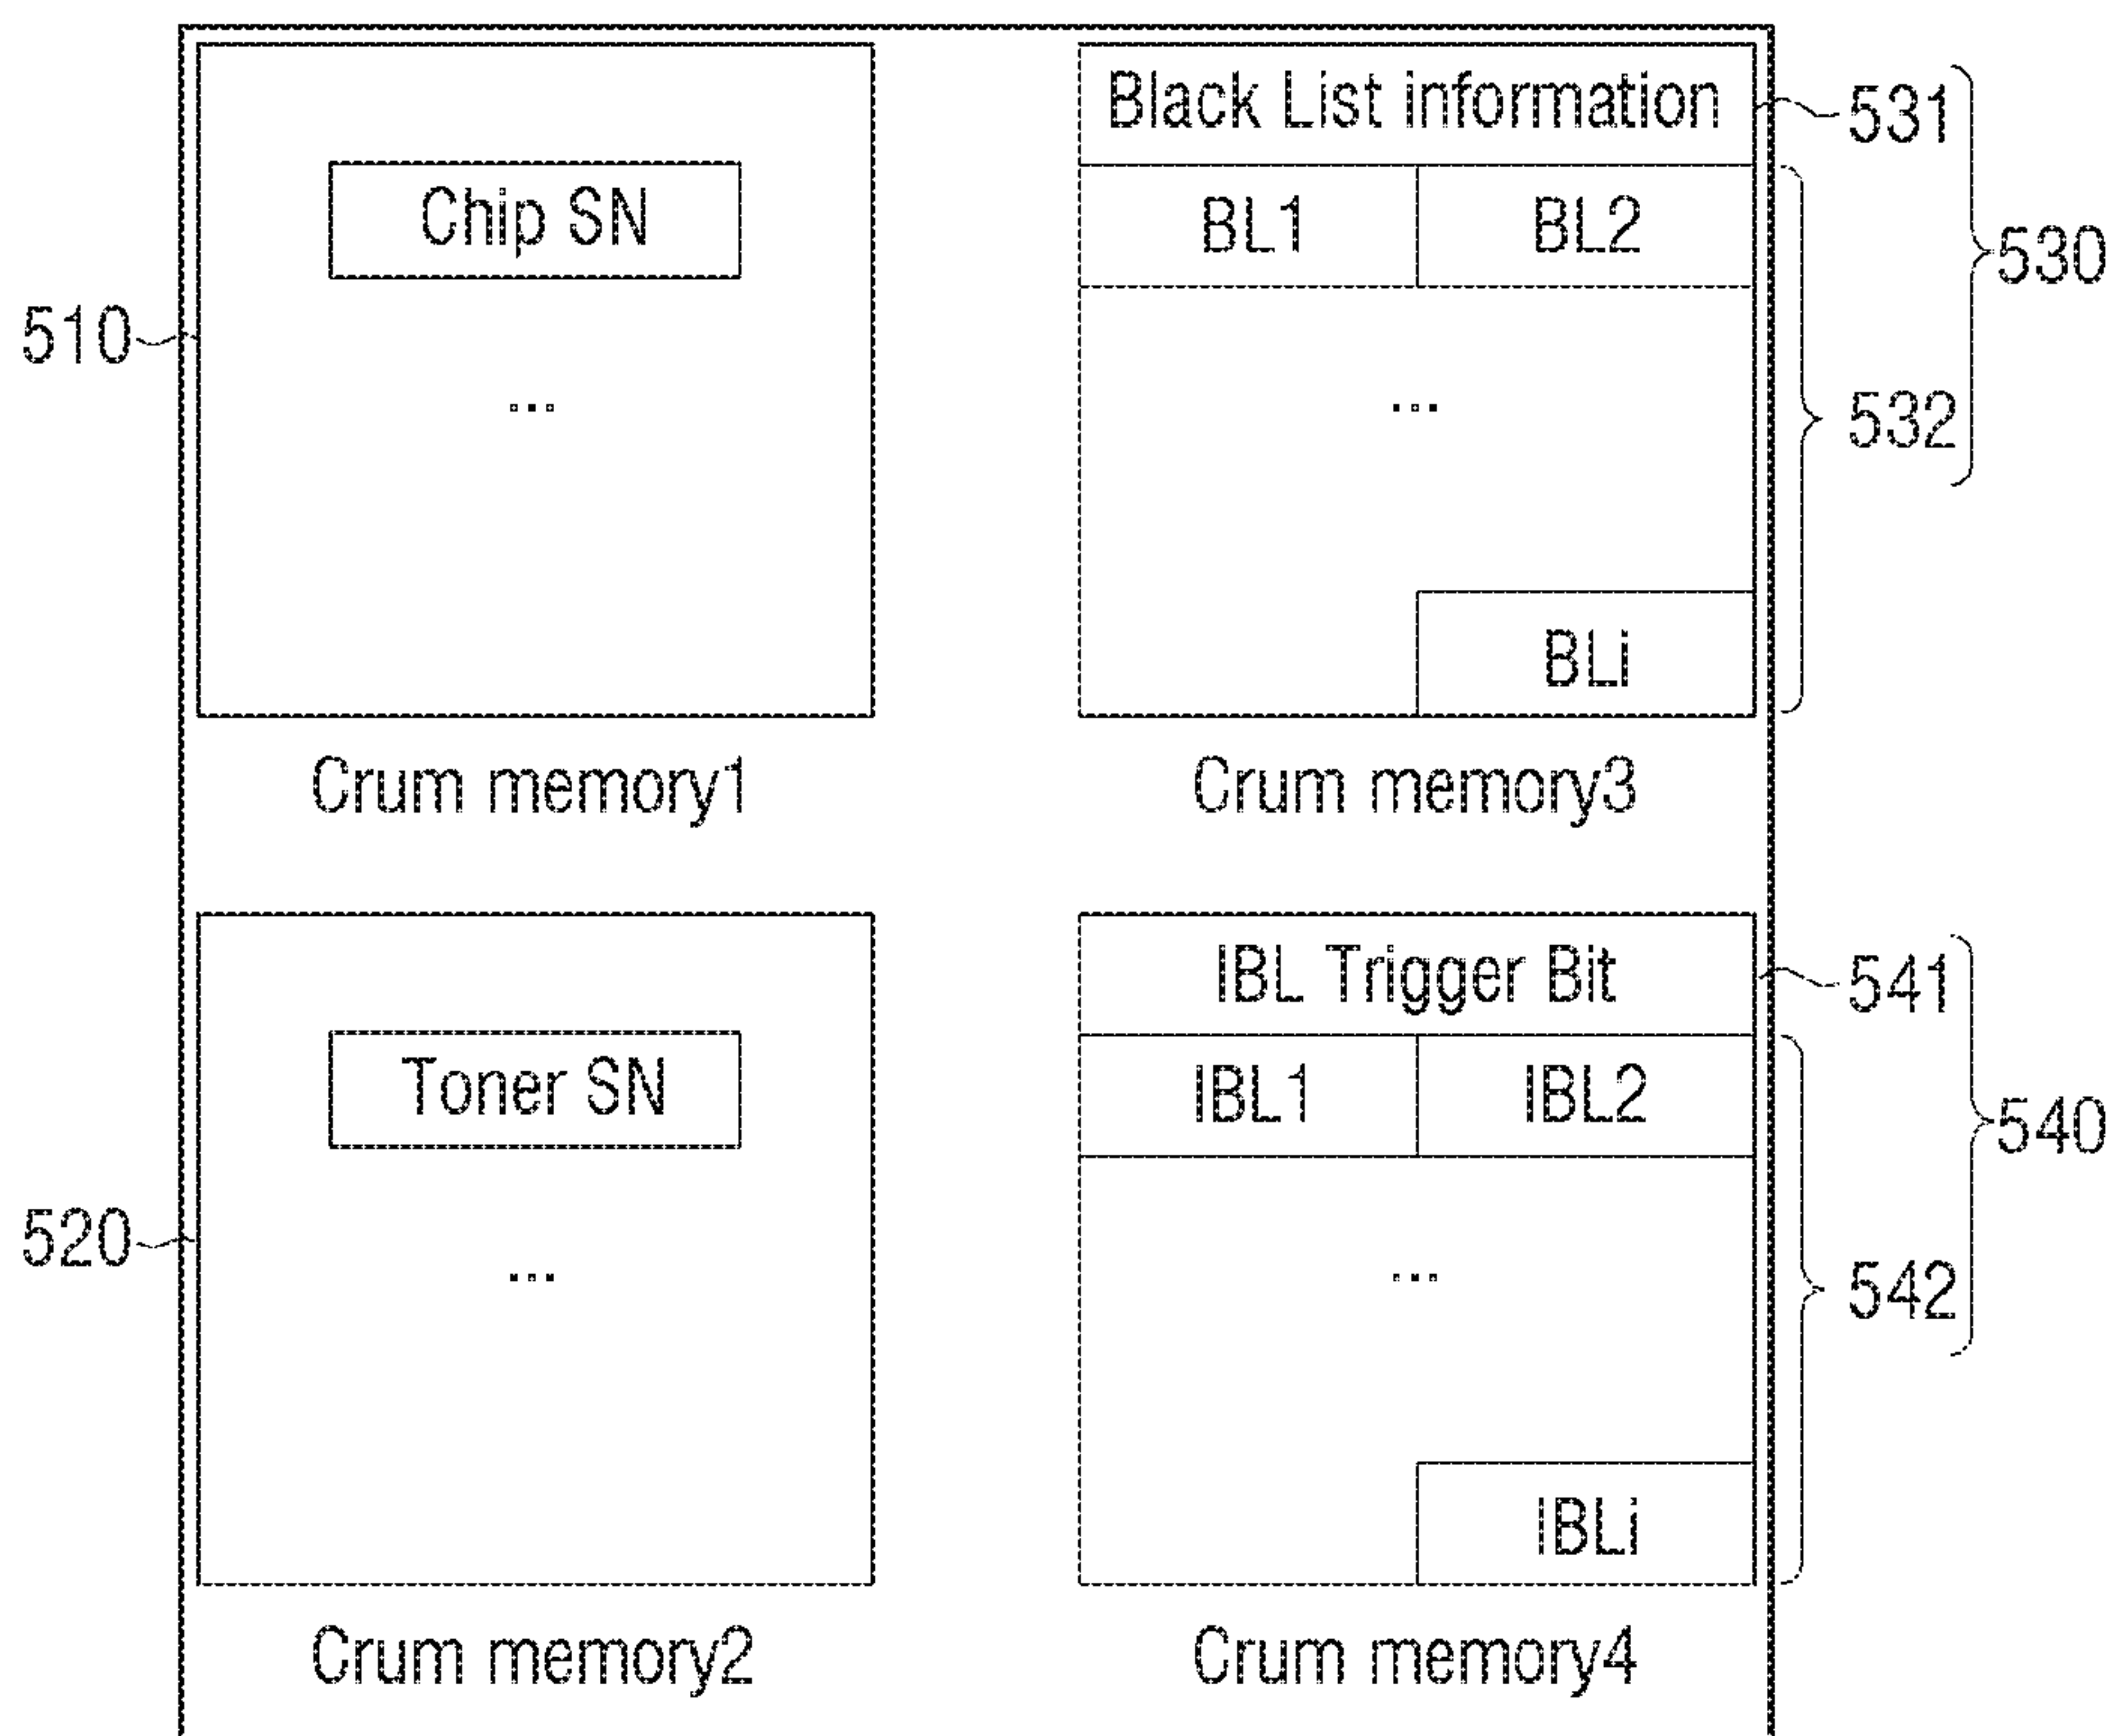 Chip SN
510
...
Crum memory1
Black List information
531
BL1 BL2
530
...
532
BLi
Crum memory3
Toner SN
520
...
Crum memory2
IBL Trigger Bit
541
IBL1 IBL2
540
...
542
IBLi
Crum memory4